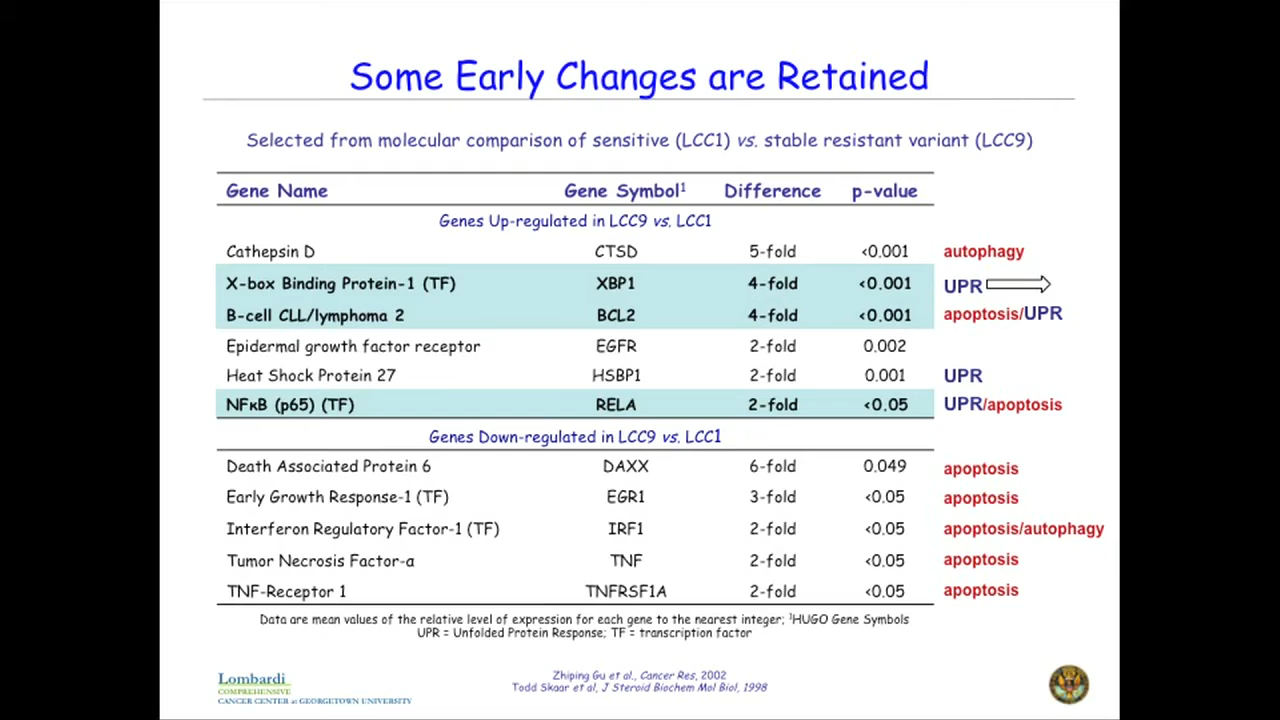 Some Early Changes are Retained
Selected from molecular comparison of sensitive (LCC1) vs. stable resistant variant (LCC9)
Gene Name Gene Symbol¹ Difference p-value
Genes Up-regulated in LCC9 vs. LCC1
Cathepsin D CTSD 5-fold <0.001 autophagy
X-box Binding Protein-1 (TF) XBP1 4-fold <0.001 UPR
B-cell CLL/lymphoma 2 BCL2 4-fold <0.001 apoptosis/UPR
Epidermal growth factor receptor EGFR 2-fold 0.002
Heat Shock Protein 27 HSBP1 2-fold 0.001 UPR
NFκB (p65) (TF) RELA 2-fold <0.05 UPR/apoptosis
Genes Down-regulated in LCC9 vs. LCC1
Death Associated Protein 6 DAXX 6-fold 0.049 apoptosis
Early Growth Response-1 (TF) EGR1 3-fold <0.05 apoptosis
Interferon Regulatory Factor-1 (TF) IRF1 2-fold <0.05 apoptosis/autophagy
Tumor Necrosis Factor-α TNF 2-fold <0.05 apoptosis
TNF-Receptor 1 TNFRSF1A 2-fold <0.05 apoptosis
Data are mean values of the relative level of expression for each gene to the nearest integer; ¹HUGO Gene Symbols
UPR = Unfolded Protein Response; TF = transcription factor
Zhiping Gu et al., Cancer Res, 2002
Todd Skaar et al, J Steroid Biochem Mol Biol, 1998
Lombardi
COMPREHENSIVE
CANCER CENTER at GEORGETOWN UNIVERSITY